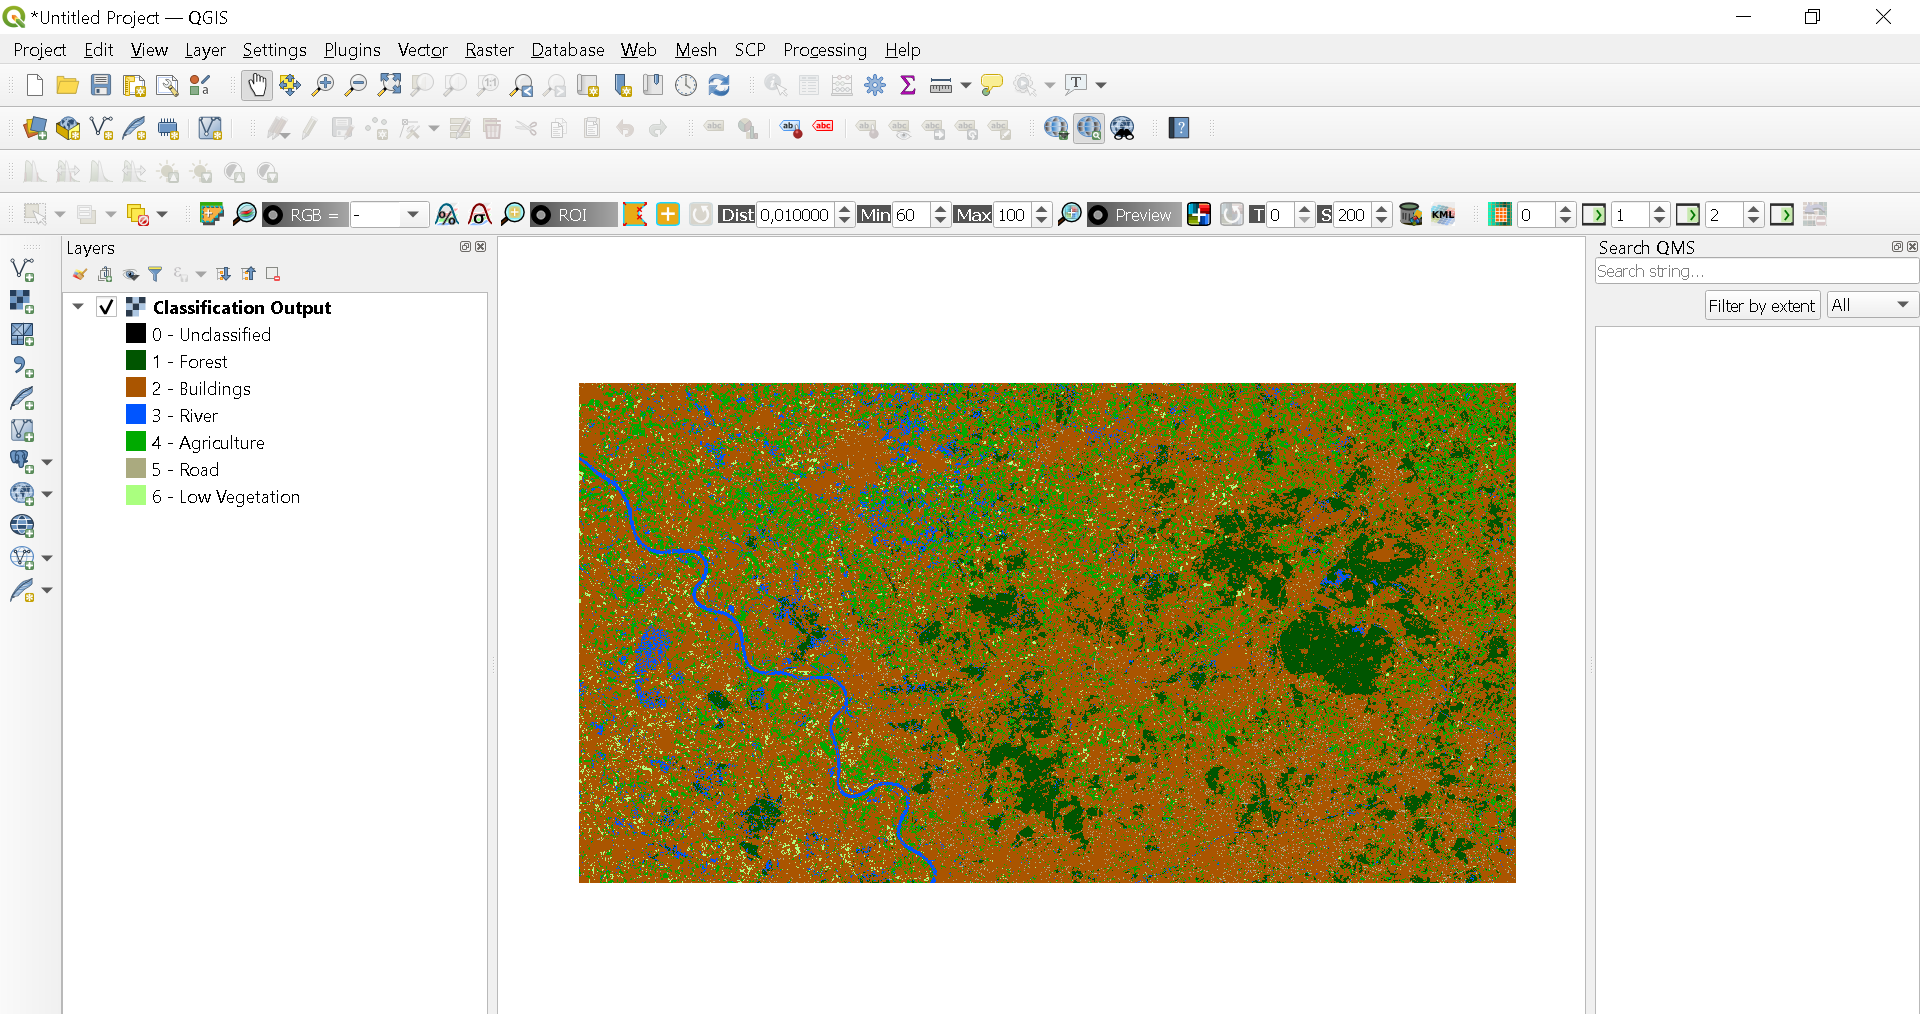 *Untitled Project — QGIS
Project Edit View Layer Settings Plugins Vector Raster Database Web Mesh SCP Processing Help
RGB = - ROI Dist 0,010000 Min 60 Max 100 Preview T 0 S 200 KML 0 1 2
Layers
Classification Output
0 - Unclassified
1 - Forest
2 - Buildings
3 - River
4 - Agriculture
5 - Road
6 - Low Vegetation
Search QMS
Search string...
Filter by extent All